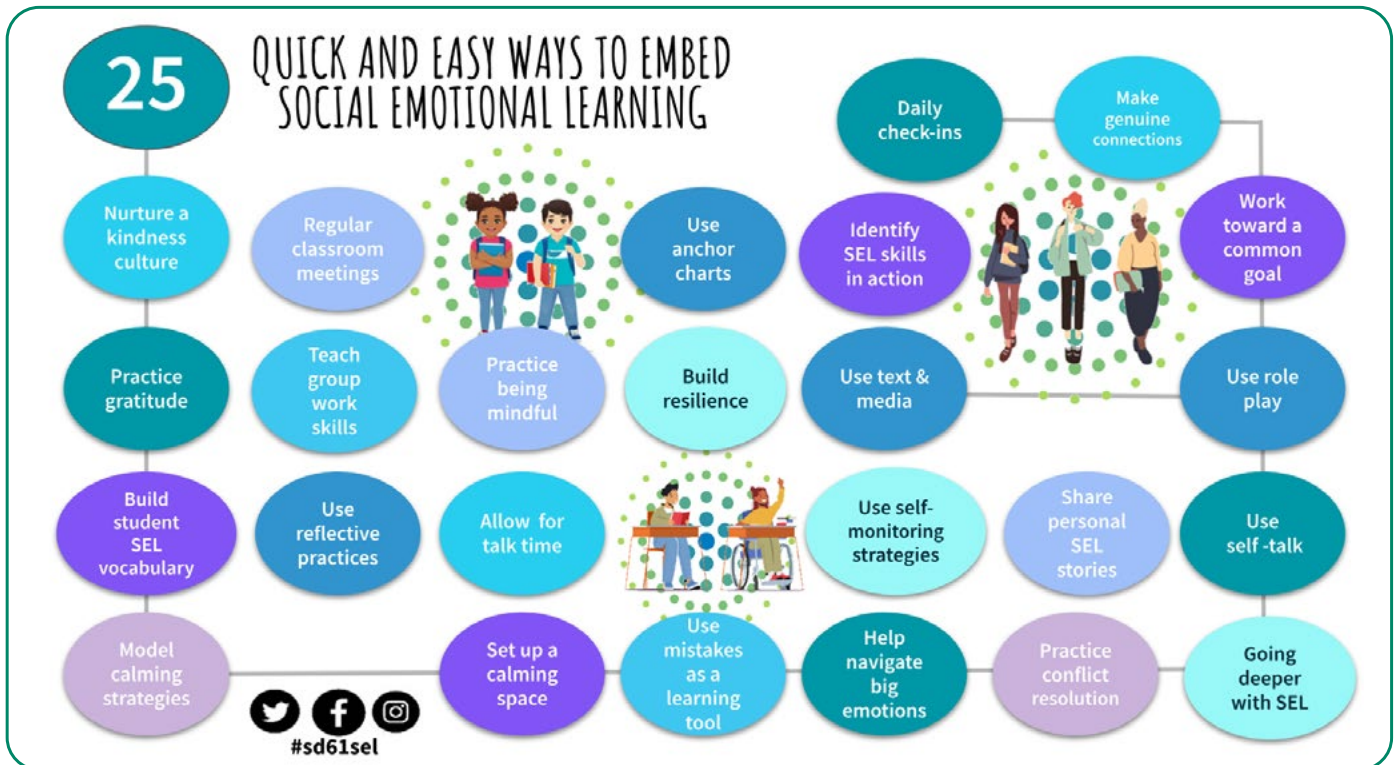 25
QUICK AND EASY WAYS TO EMBED
SOCIAL EMOTIONAL LEARNING
Daily
check-ins
Make
genuine
connections
Nurture a
kindness
culture
Regular
classroom
meetings
Use
anchor
charts
Identify
SEL skills
in action
Work
toward a
common
goal
Practice
gratitude
Teach
group
work
skills
Practice
being
mindful
Build
resilience
Use text &
media
Use role
play
Build
student
SEL
vocabulary
Use
reflective
practices
Allow for
talk time
Use self-
monitoring
strategies
Share
personal
SEL
stories
Use
self -talk
Model
calming
strategies
Set up a
calming
space
Use
mistakes
as a
learning
tool
Help
navigate
big
emotions
Practice
conflict
resolution
Going
deeper
with SEL
#sd61sel